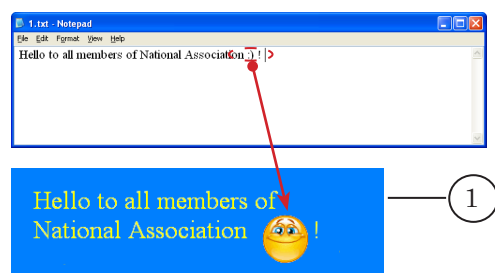 1.txt - Notepad
File Edit Format View Help
Hello to all members of National Association ;) !
Hello to all members of
National Association !
1